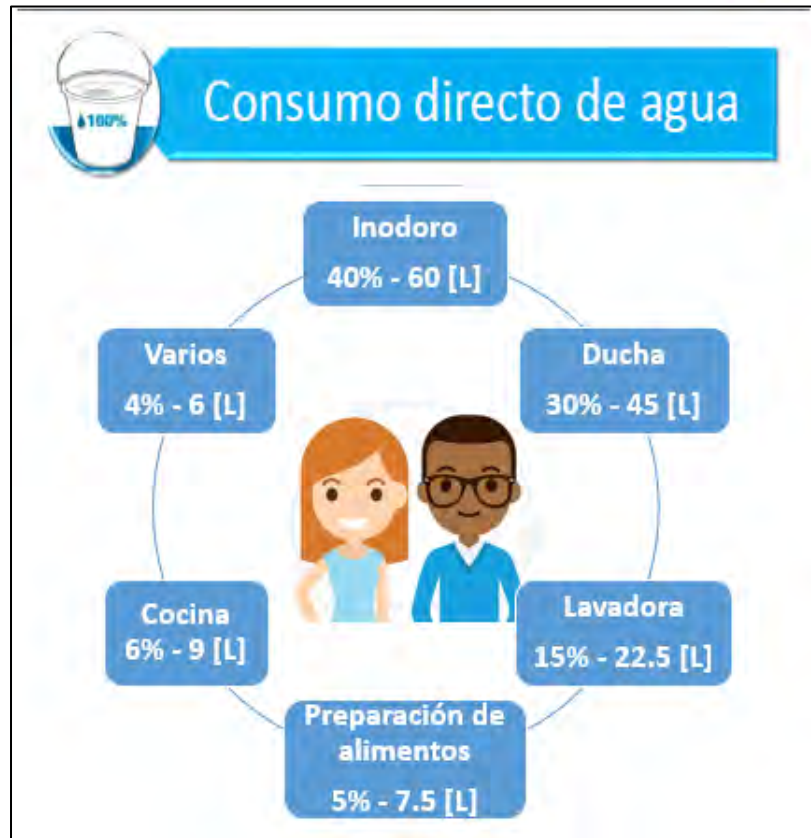 100%
Consumo directo de agua
Inodoro
40% - 60 [L]
Varios
4% - 6 [L]
Ducha
30% - 45 [L]
Cocina
6% - 9 [L]
Lavadora
15% - 22.5 [L]
Preparación de
alimentos
5% - 7.5 [L]